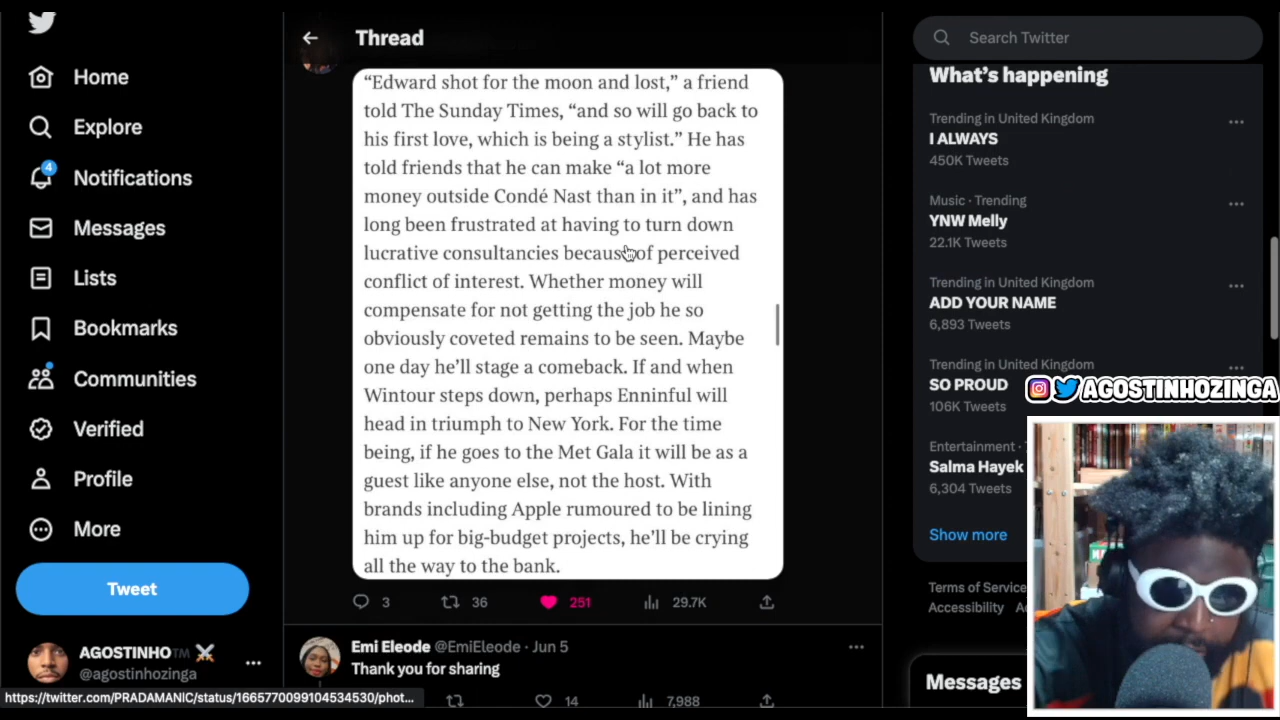 Home
Explore
4
Notifications
Messages
Lists
Bookmarks
Communities
Verified
Profile
More
Tweet
AGOSTINHO™
@agostinhozinga
https://twitter.com/PRADAMANIC/status/1665770099104534530/phot...
Thread
“Edward shot for the moon and lost,” a friend
told The Sunday Times, “and so will go back to
his first love, which is being a stylist.” He has
told friends that he can make “a lot more
money outside Condé Nast than in it”, and has
long been frustrated at having to turn down
lucrative consultancies because of perceived
conflict of interest. Whether money will
compensate for not getting the job he so
obviously coveted remains to be seen. Maybe
one day he’ll stage a comeback. If and when
Wintour steps down, perhaps Enninful will
head in triumph to New York. For the time
being, if he goes to the Met Gala it will be as a
guest like anyone else, not the host. With
brands including Apple rumoured to be lining
him up for big-budget projects, he’ll be crying
all the way to the bank.
3 36 251 29.7K
Emi Eleode @EmiEleode · Jun 5
Thank you for sharing
14 7,988
Search Twitter
What’s happening
Trending in United Kingdom
I ALWAYS
450K Tweets
Music · Trending
YNW Melly
22.1K Tweets
Trending in United Kingdom
ADD YOUR NAME
6,893 Tweets
Trending in United Kingdom
SO PROUD
106K Tweets
AGOSTINHOZINGA
Entertainment ·
Salma Hayek
6,304 Tweets
Show more
Terms of Service
Accessibility
Messages